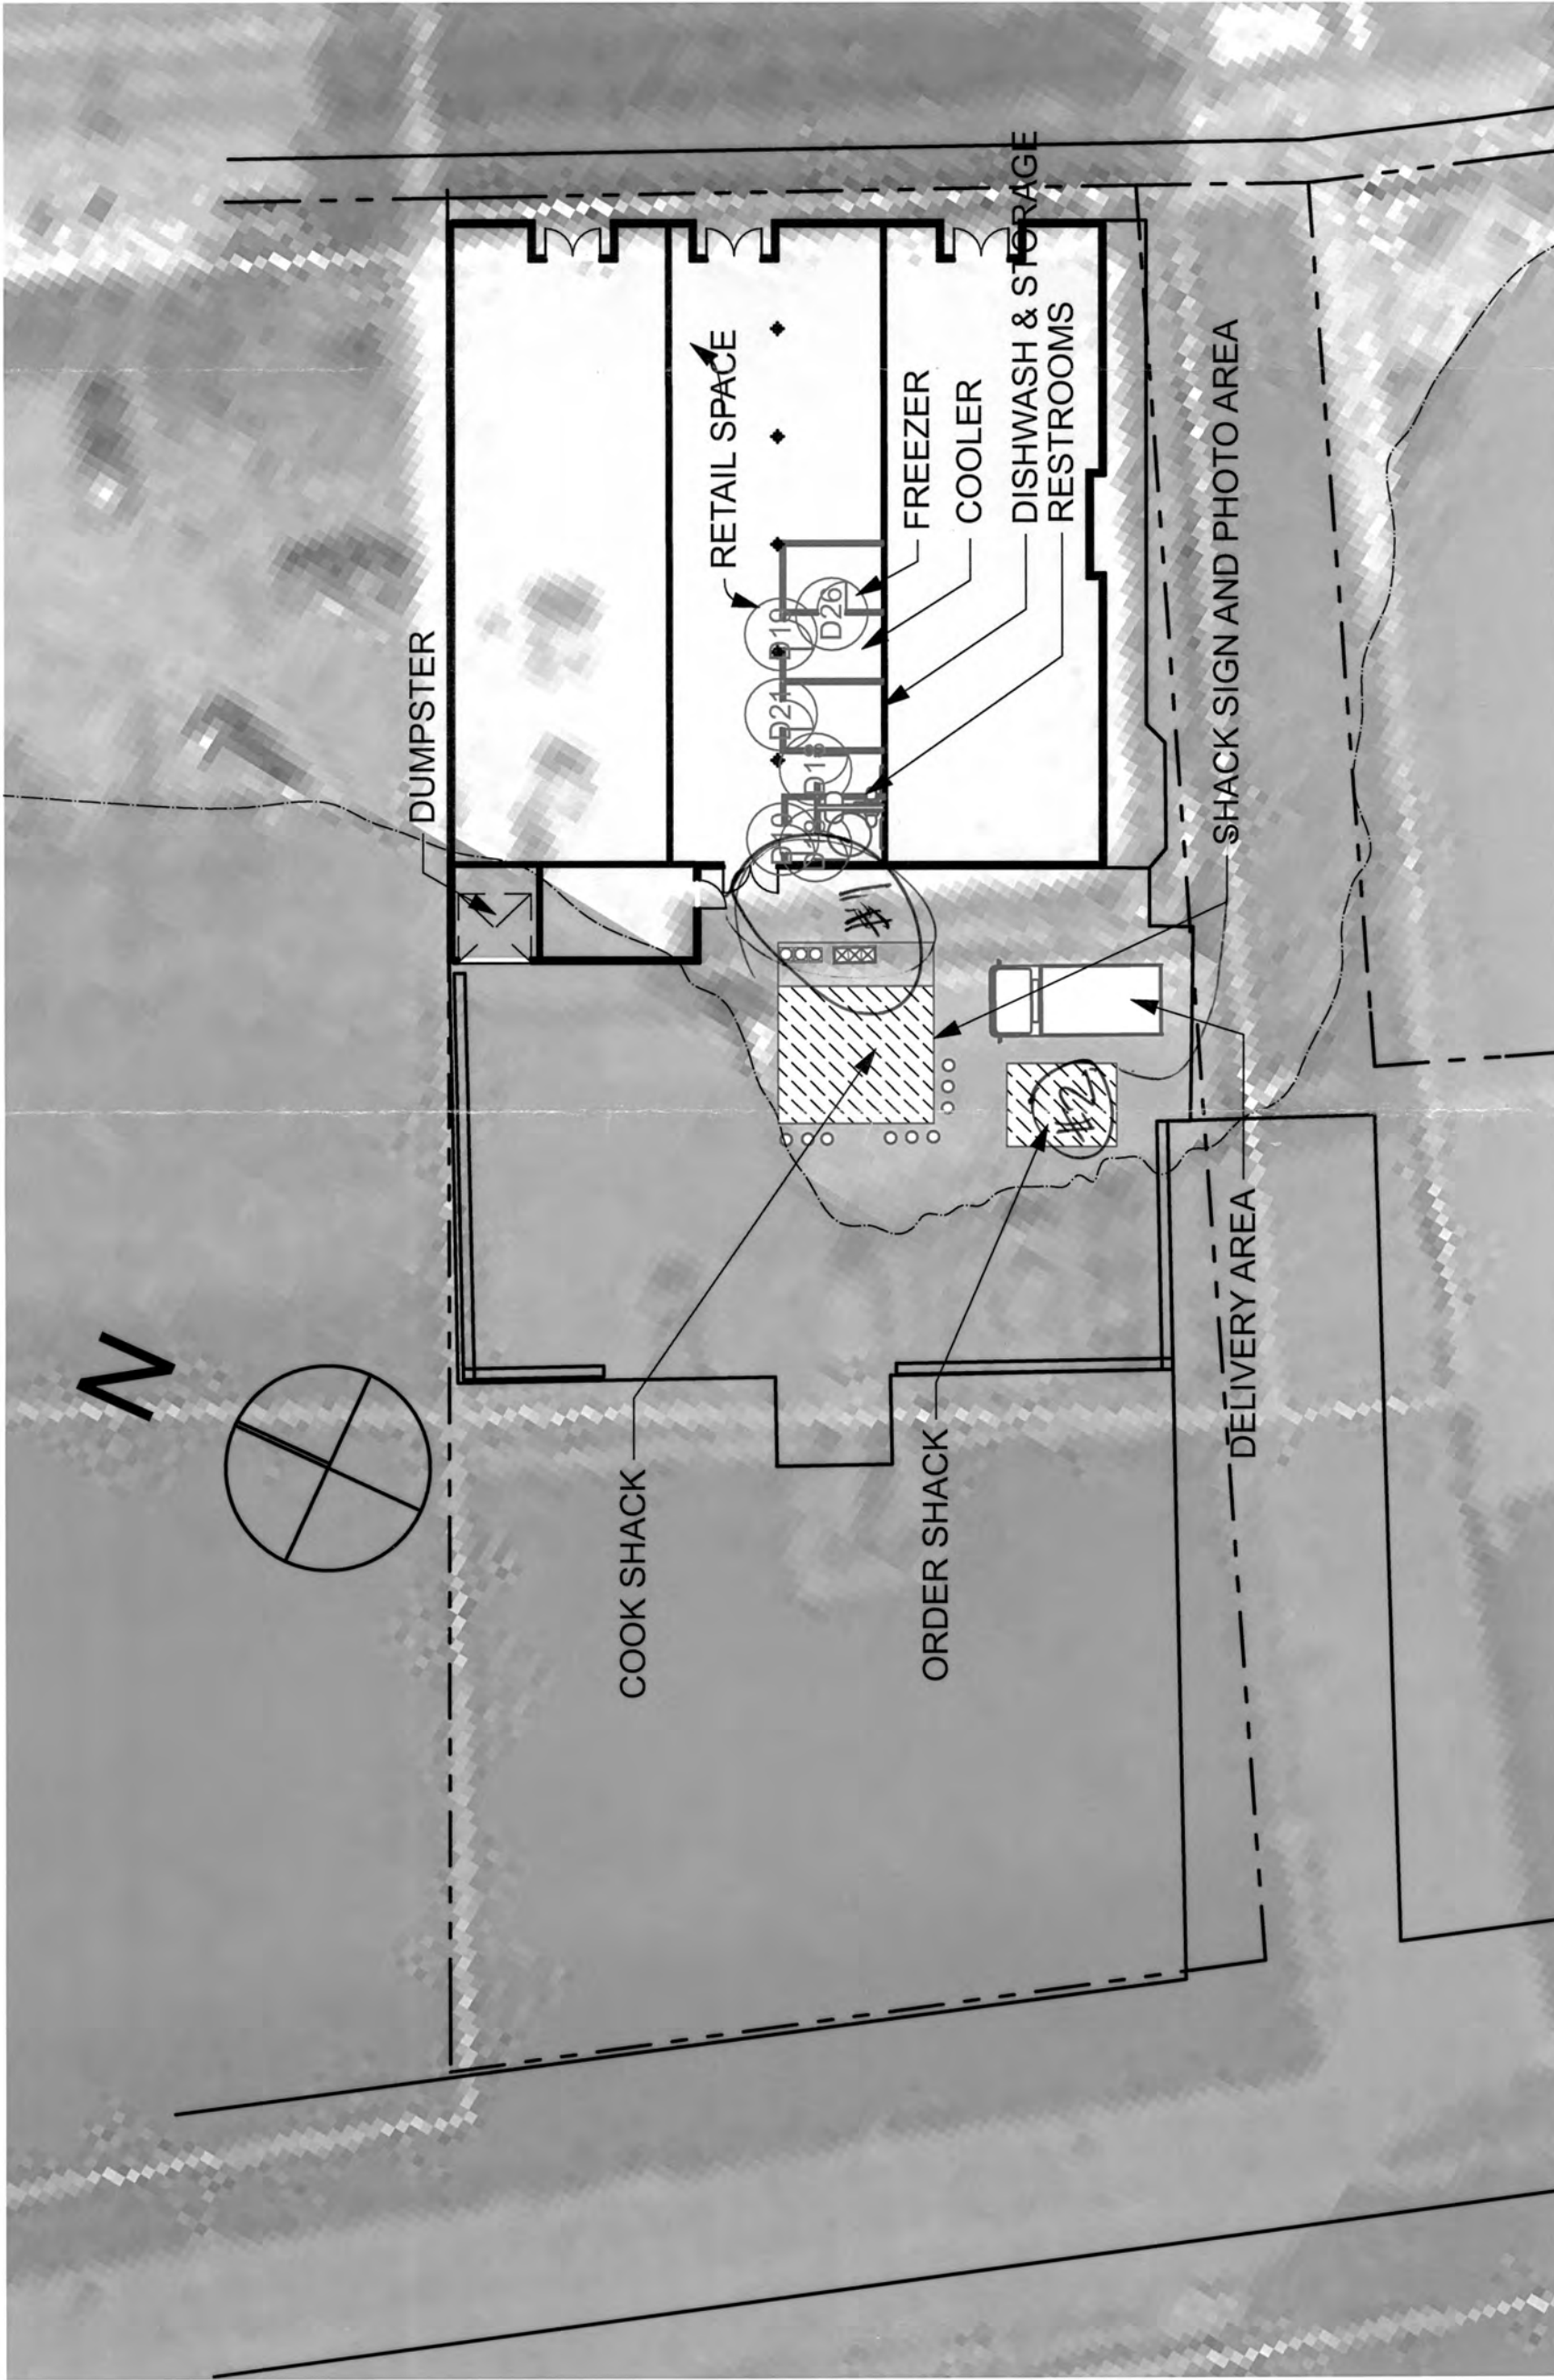 N
DUMPSTER
RETAIL SPACE
FREEZER
COOLER
DISHWASH & STORAGE
RESTROOMS
SHACK SIGN AND PHOTO AREA
D19
D26
D21
#1
#2
COOK SHACK
ORDER SHACK
DELIVERY AREA